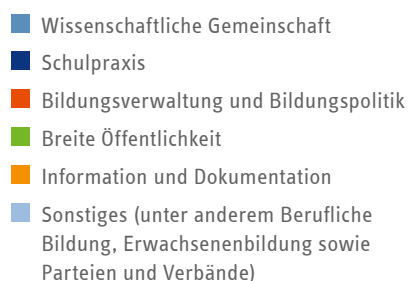 Wissenschaftliche Gemeinschaft
Schulpraxis
Bildungsverwaltung und Bildungspolitik
Breite Öffentlichkeit
Information und Dokumentation
Sonstiges (unter anderem Berufliche
Bildung, Erwachsenenbildung sowie
Parteien und Verbände)